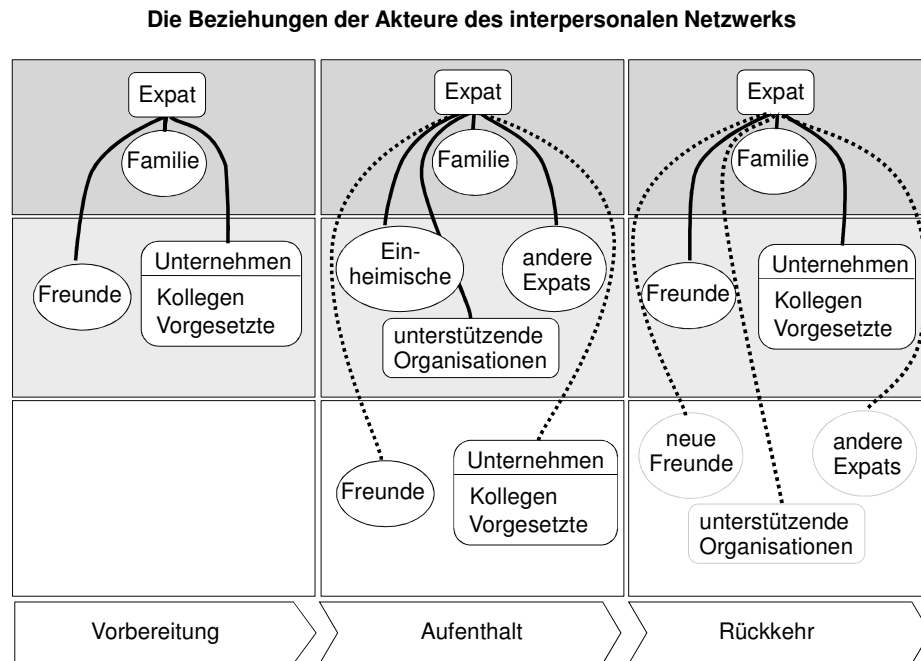 Die Beziehungen der Akteure des interpersonalen Netzwerks
Expat
Familie
Freunde
Unternehmen
Kollegen
Vorgesetzte
Expat
Familie
Ein-
heimische
andere
Expats
unterstützende
Organisationen
Freunde
Unternehmen
Kollegen
Vorgesetzte
Expat
Familie
Freunde
Unternehmen
Kollegen
Vorgesetzte
neue
Freunde
andere
Expats
unterstützende
Organisationen
Vorbereitung
Aufenthalt
Rückkehr